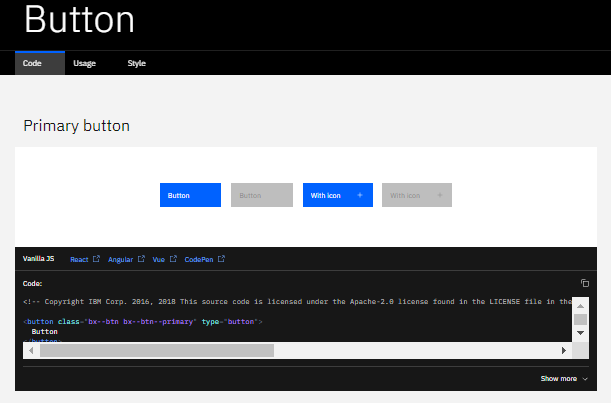 Button
Code Usage Style
Primary button
Button Button With icon With icon
Vanilla JS React Angular Vue CodePen
Code:
<!-- Copyright IBM Corp. 2016, 2018 This source code is licensed under the Apache-2.0 license found in the LICENSE file in the
<button class="bx--btn bx--btn--primary" type="button">
Button
</button>
Show more